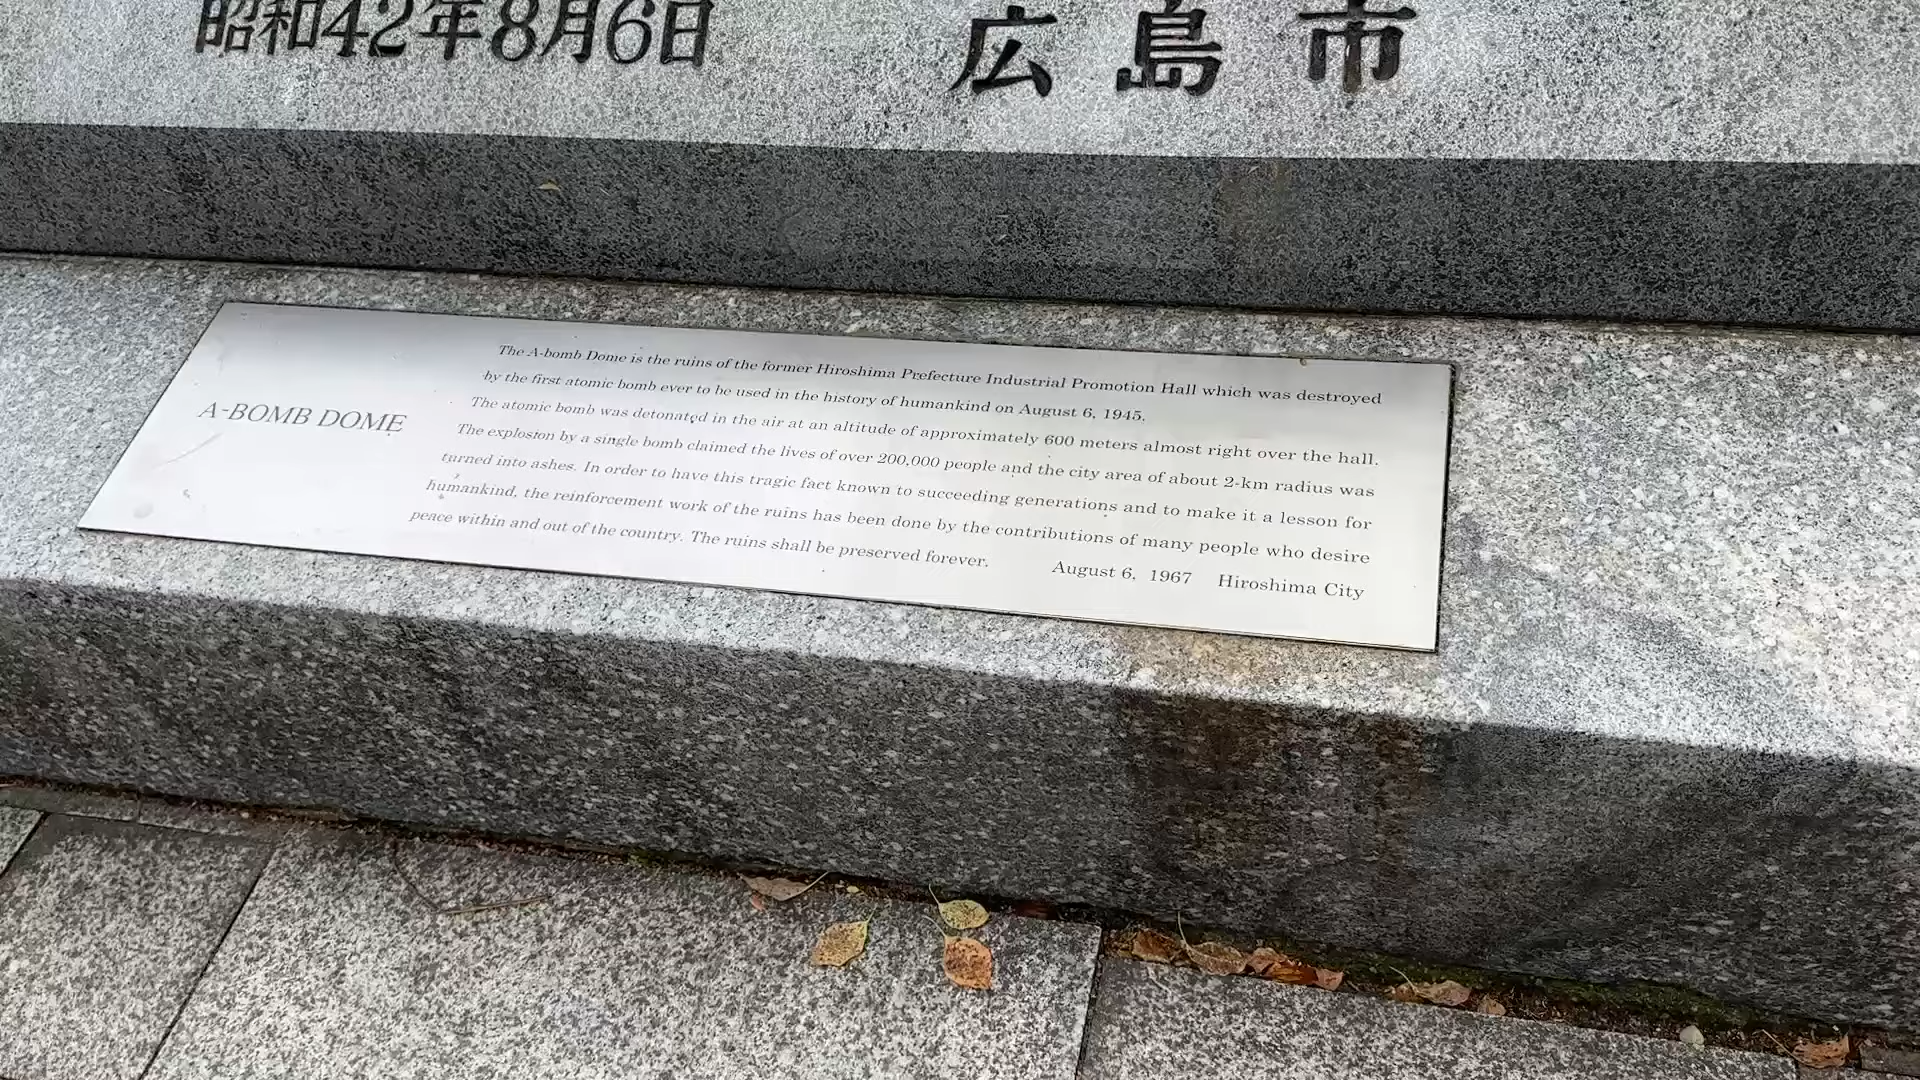 昭和42年8月6日 広島市
A-BOMB DOME
The A-bomb Dome is the ruins of the former Hiroshima Prefecture Industrial Promotion Hall which was destroyed
by the first atomic bomb ever to be used in the history of humankind on August 6, 1945.
The atomic bomb was detonated in the air at an altitude of approximately 600 meters almost right over the hall.
The explosion by a single bomb claimed the lives of over 200,000 people and the city area of about 2-km radius was
turned into ashes. In order to have this tragic fact known to succeeding generations and to make it a lesson for
humankind, the reinforcement work of the ruins has been done by the contributions of many people who desire
peace within and out of the country. The ruins shall be preserved forever.
August 6, 1967 Hiroshima City